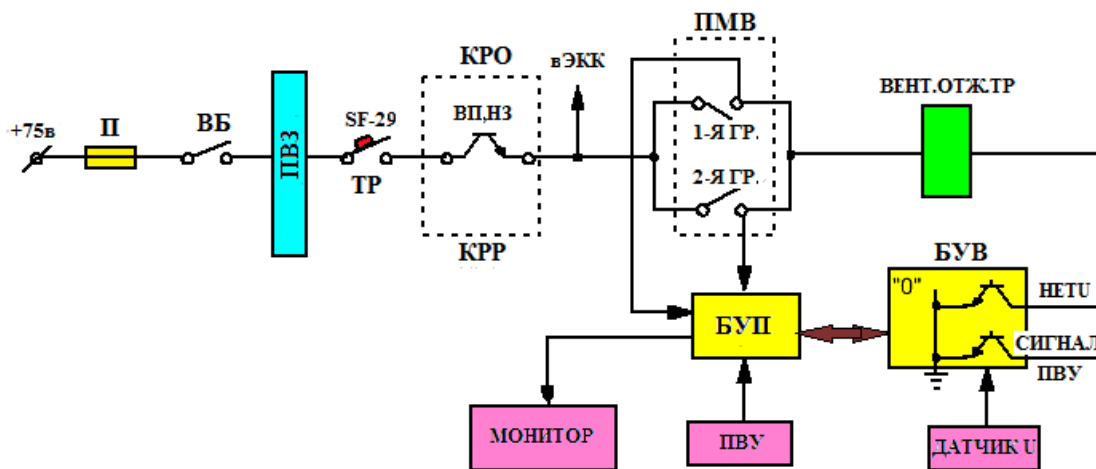 ПМВ
КРО
вЭКК
ВЕНТ.ОТЖ.ТР
+75в
П
ВБ
ПВЗ
SF-29
ТР
ВП,НЗ
1-Я ГР.
2-Я ГР.
КРР
БУВ
"0"
НЕТU
БУП
СИГНАЛ
ПВУ
МОНИТОР
ПВУ
ДАТЧИК U